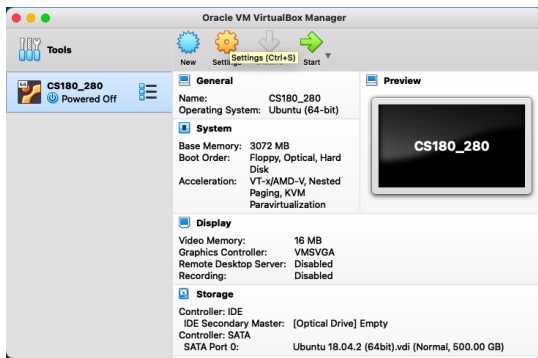 Oracle VM VirtualBox Manager
Tools
New
Start
Settings (Ctrl+S)
64
CS180_280
Powered Off
General
Name: CS180_280
Operating System: Ubuntu (64-bit)
System
Base Memory: 3072 MB
Boot Order: Floppy, Optical, Hard
Disk
Acceleration: VT-x/AMD-V, Nested
Paging, KVM
Paravirtualization
Preview
CS180_280
Display
Video Memory: 16 MB
Graphics Controller: VMSVGA
Remote Desktop Server: Disabled
Recording: Disabled
Storage
Controller: IDE
IDE Secondary Master: [Optical Drive] Empty
Controller: SATA
SATA Port 0: Ubuntu 18.04.2 (64bit).vdi (Normal, 500.00 GB)